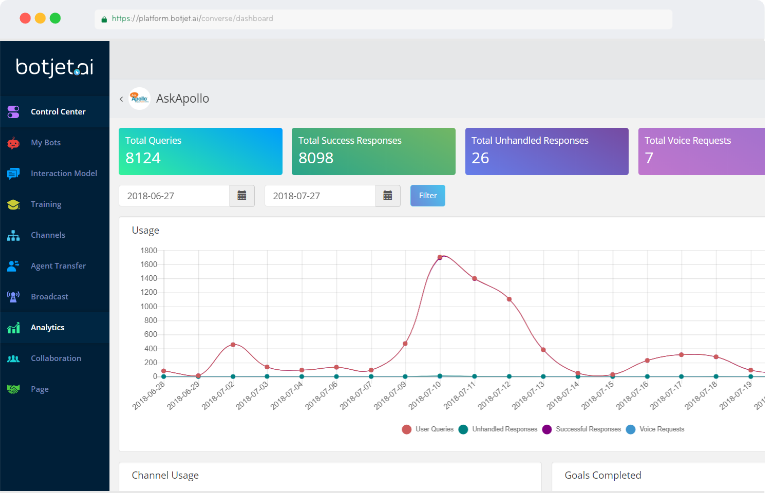 https://platform.botjet.ai/converse/dashboard
botjet.ai
Control Center
My Bots
Interaction Model
Training
Channels
Agent Transfer
Broadcast
Analytics
Collaboration
Page
AskApollo
Total Queries
8124
Total Success Responses
8098
Total Unhandled Responses
26
Total Voice Requests
7
2018-06-27
2018-07-27
Filter
Usage
1800
1600
1400
1200
1000
800
600
400
200
0
2018-06-28
2018-06-29
2018-07-02
2018-07-03
2018-07-04
2018-07-06
2018-07-07
2018-07-09
2018-07-10
2018-07-11
2018-07-12
2018-07-13
2018-07-14
2018-07-15
2018-07-16
2018-07-17
2018-07-18
2018-07-19
User Queries
Unhandled Responses
Successful Responses
Voice Requests
Channel Usage
Goals Completed